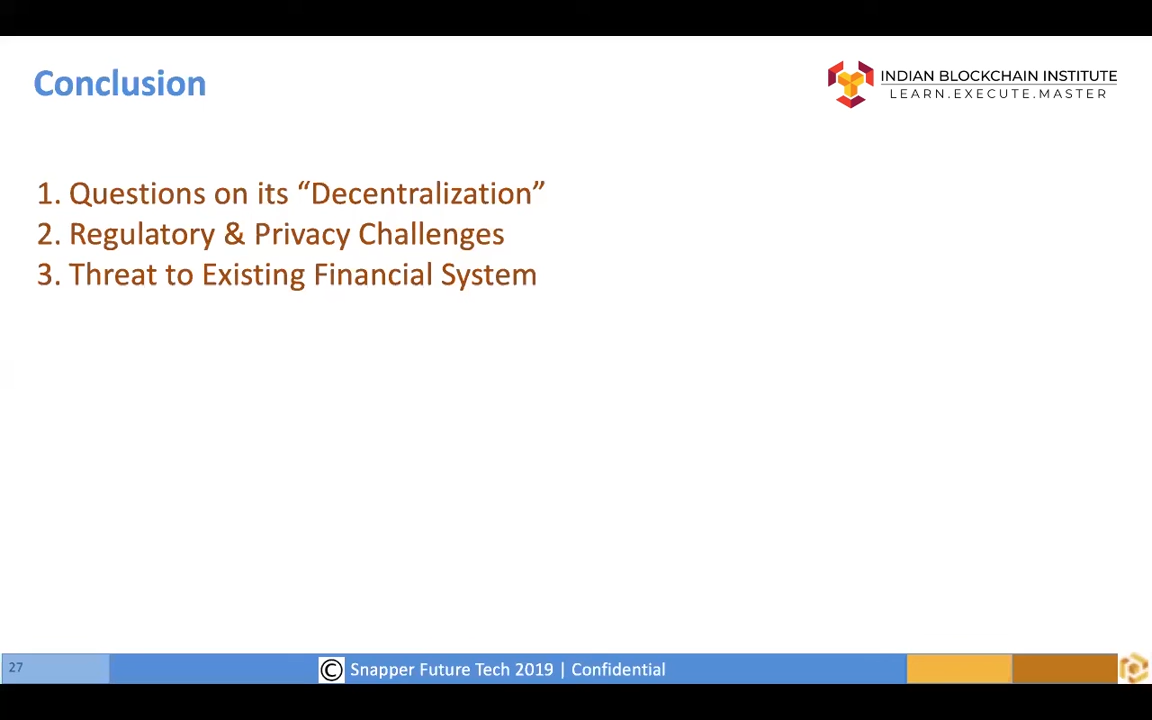 Conclusion
INDIAN BLOCKCHAIN INSTITUTE
LEARN.EXECUTE.MASTER
1. Questions on its “Decentralization”
2. Regulatory & Privacy Challenges
3. Threat to Existing Financial System
27
© Snapper Future Tech 2019 | Confidential